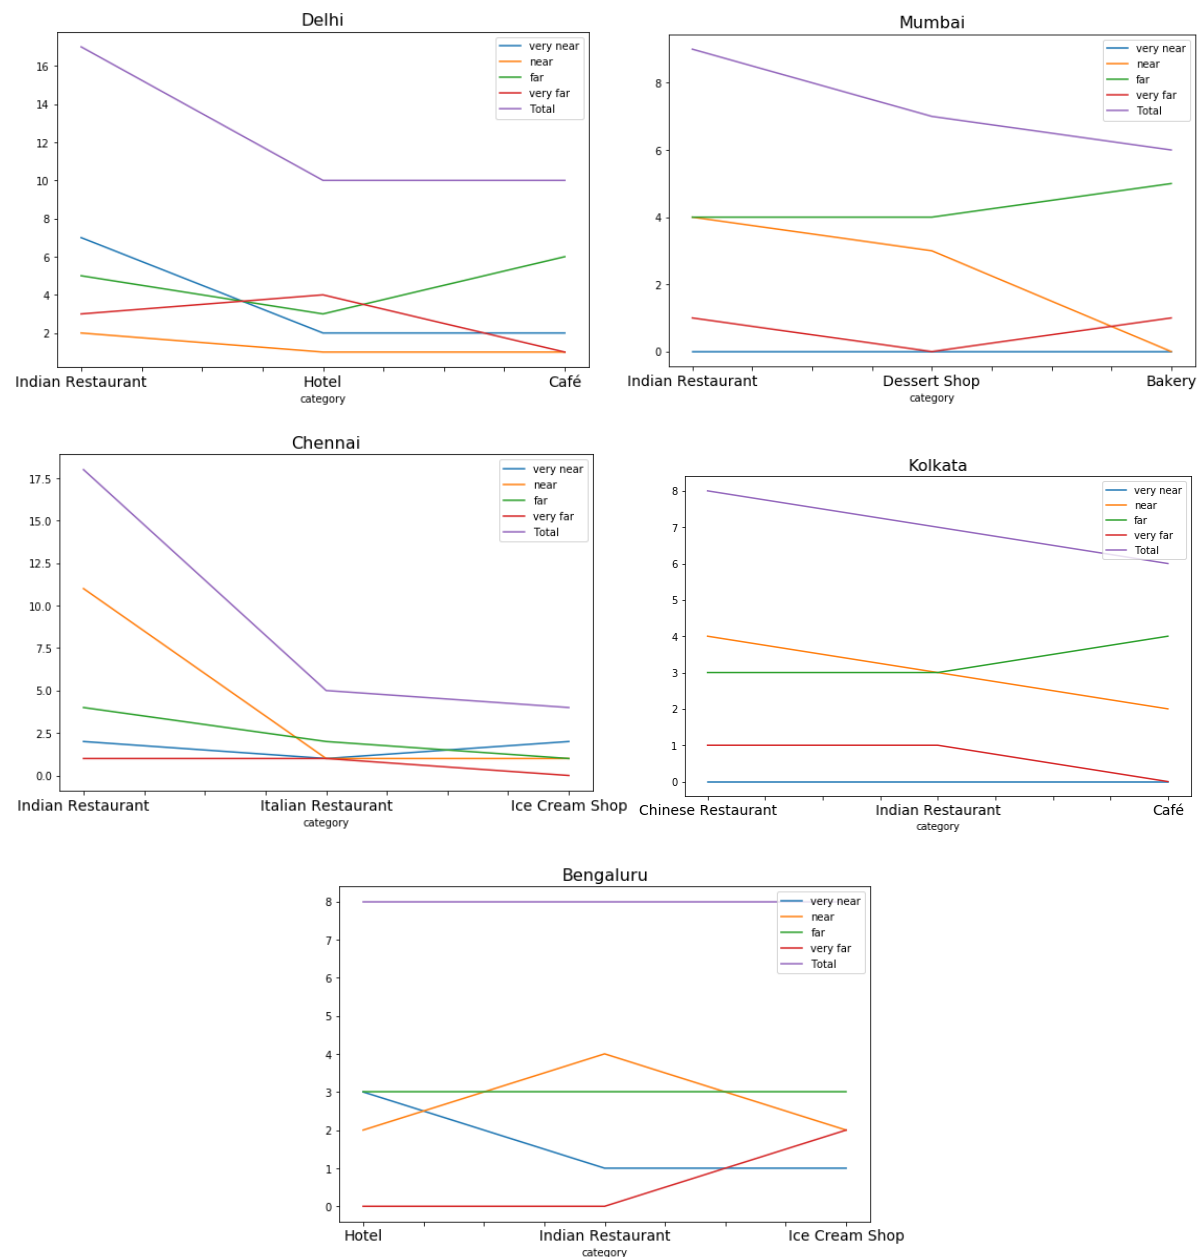 Delhi
very near
near
far
very far
Total
16
14
12
10
8
6
4
2
Indian Restaurant Hotel Café
category
Mumbai
very near
near
far
very far
Total
8
6
4
2
0
Indian Restaurant Dessert Shop Bakery
category
Chennai
very near
near
far
very far
Total
17.5
15.0
12.5
10.0
7.5
5.0
2.5
0.0
Indian Restaurant Italian Restaurant Ice Cream Shop
category
Kolkata
very near
near
far
very far
Total
8
7
6
5
4
3
2
1
0
Chinese Restaurant Indian Restaurant Café
category
Bengaluru
very near
near
far
very far
Total
8
7
6
5
4
3
2
1
0
Hotel Indian Restaurant Ice Cream Shop
category